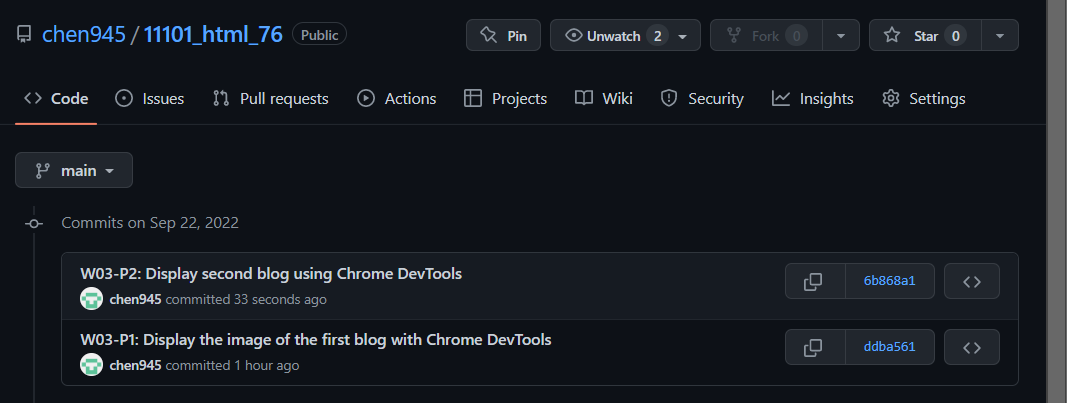 chen945 / 11101_html_76 Public Pin Unwatch 2 Fork 0 Star 0
Code Issues Pull requests Actions Projects Wiki Security Insights Settings
main
Commits on Sep 22, 2022
W03-P2: Display second blog using Chrome DevTools
chen945 committed 33 seconds ago
6b868a1
W03-P1: Display the image of the first blog with Chrome DevTools
chen945 committed 1 hour ago
ddba561